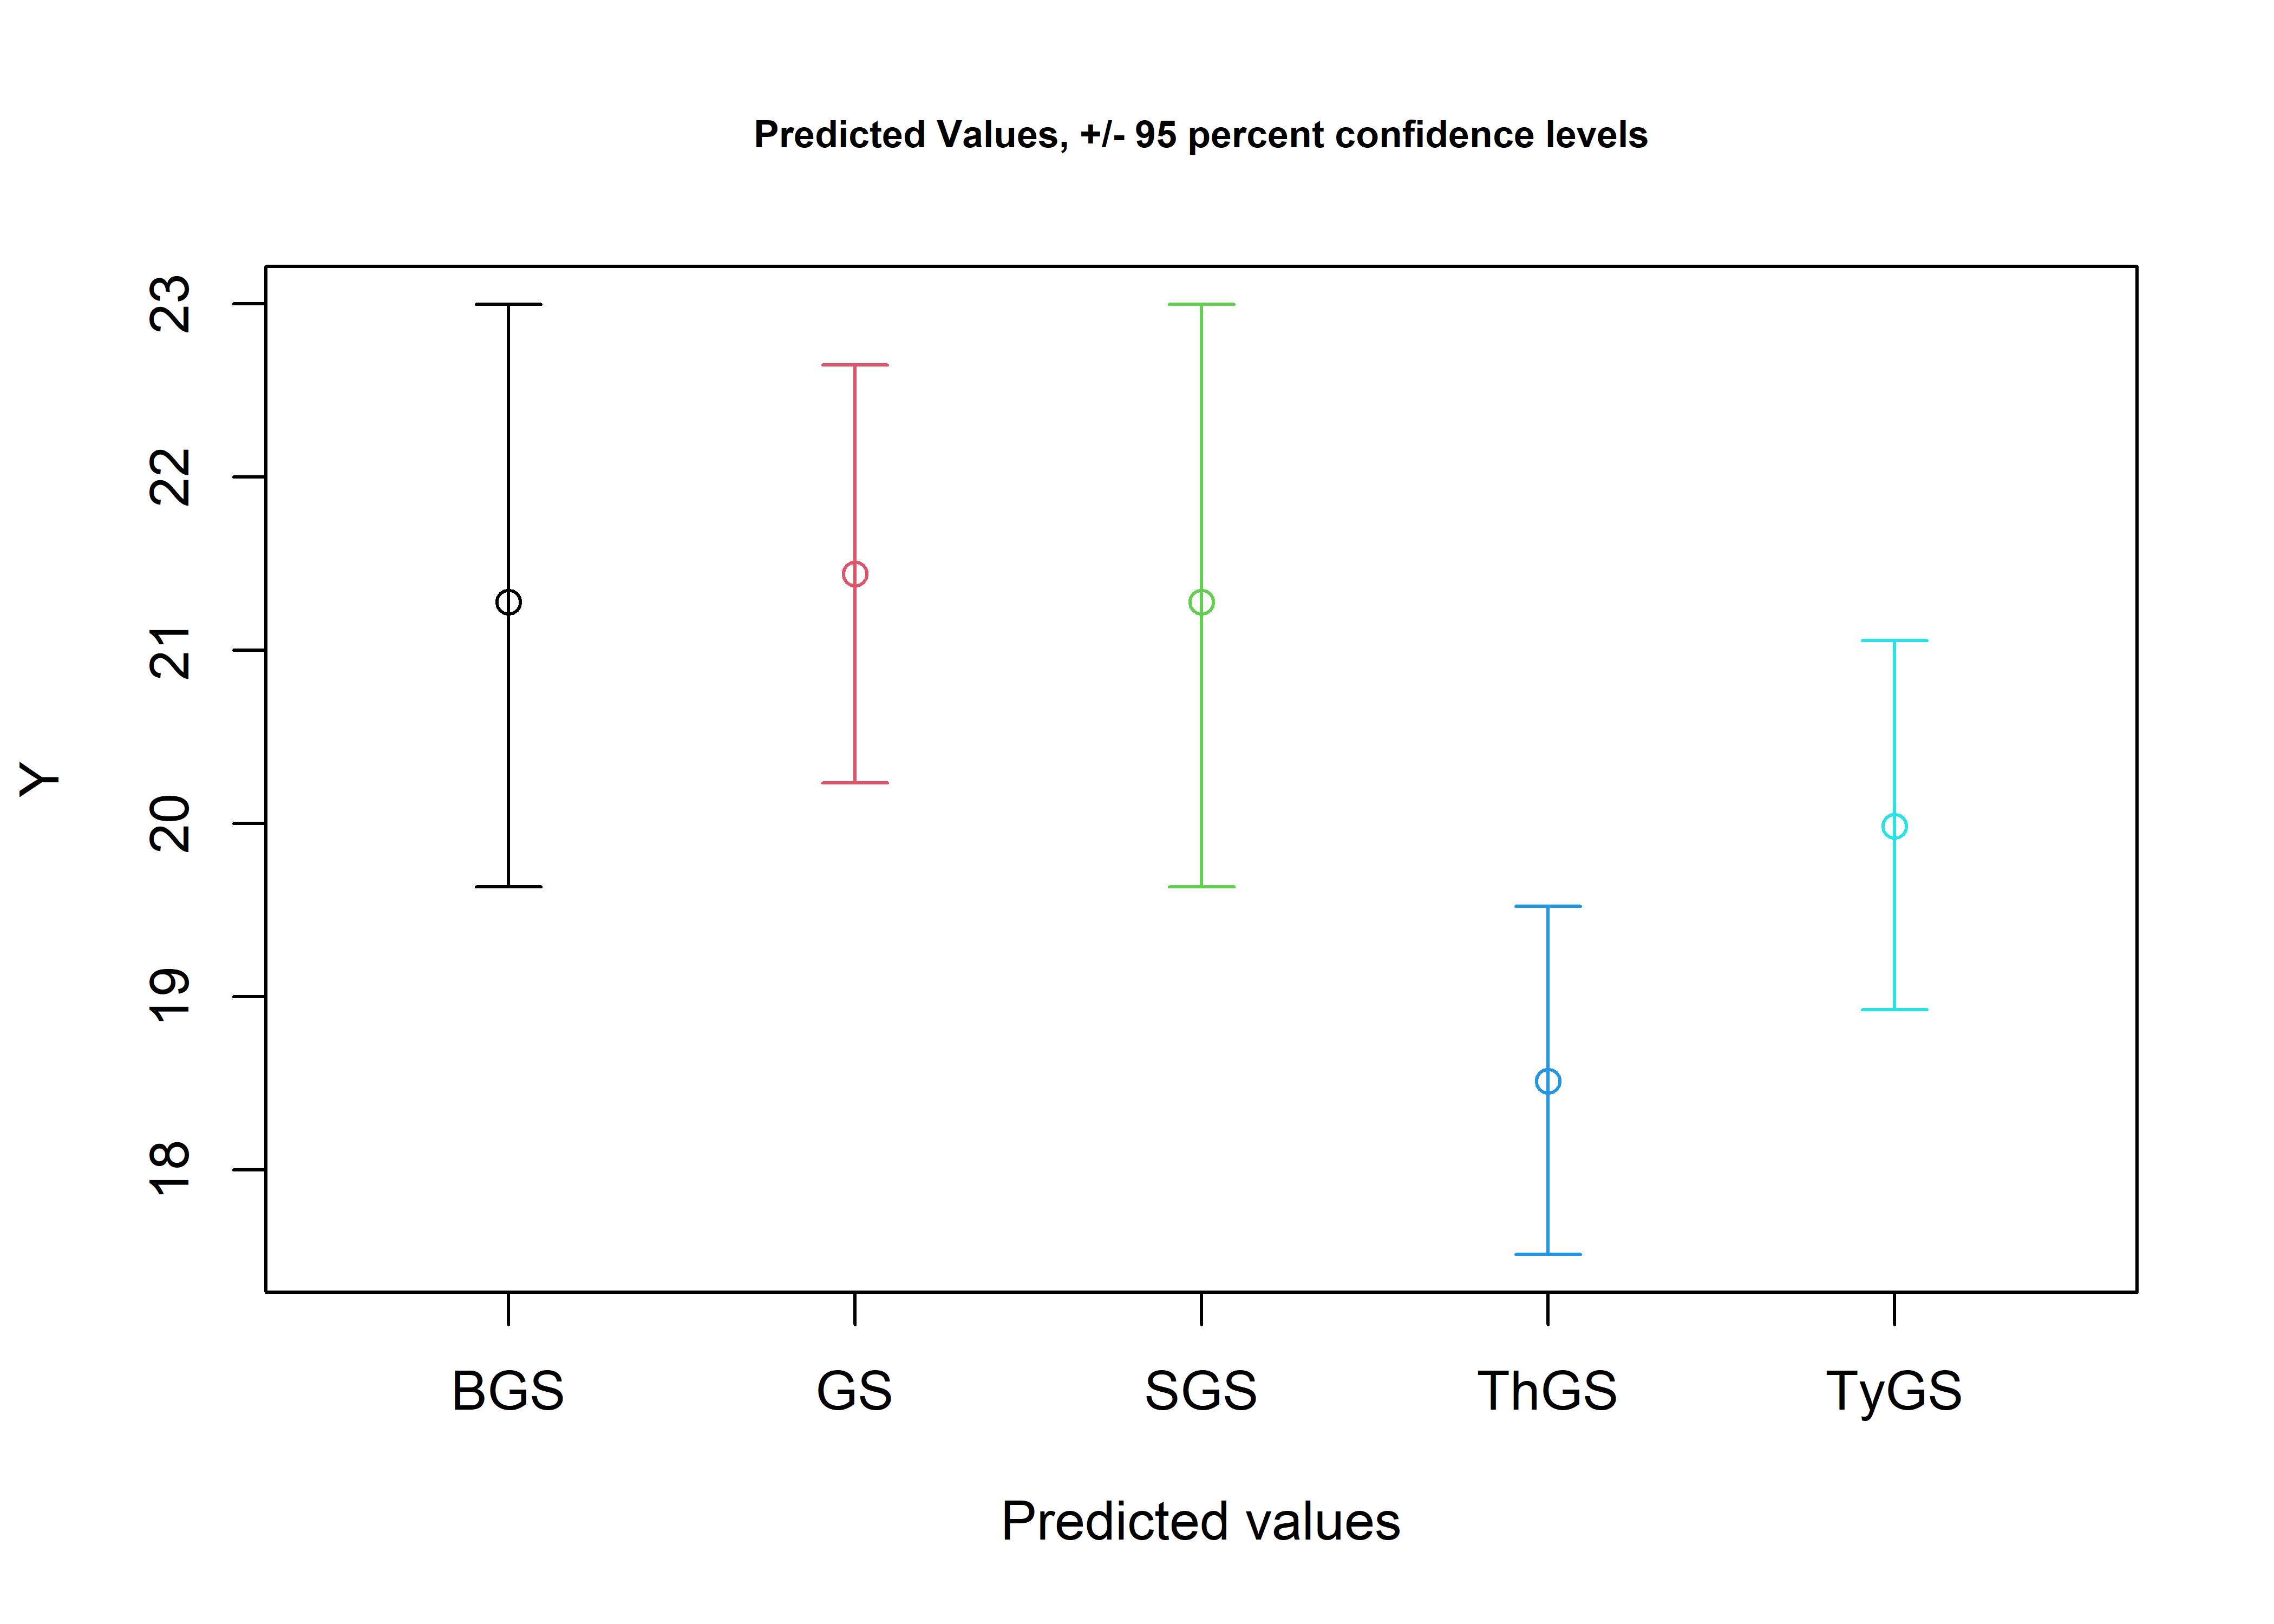 Predicted Values, +/- 95 percent confidence levels
23
22
21
20
19
18
Y
BGS GS SGS ThGS TyGS
Predicted values